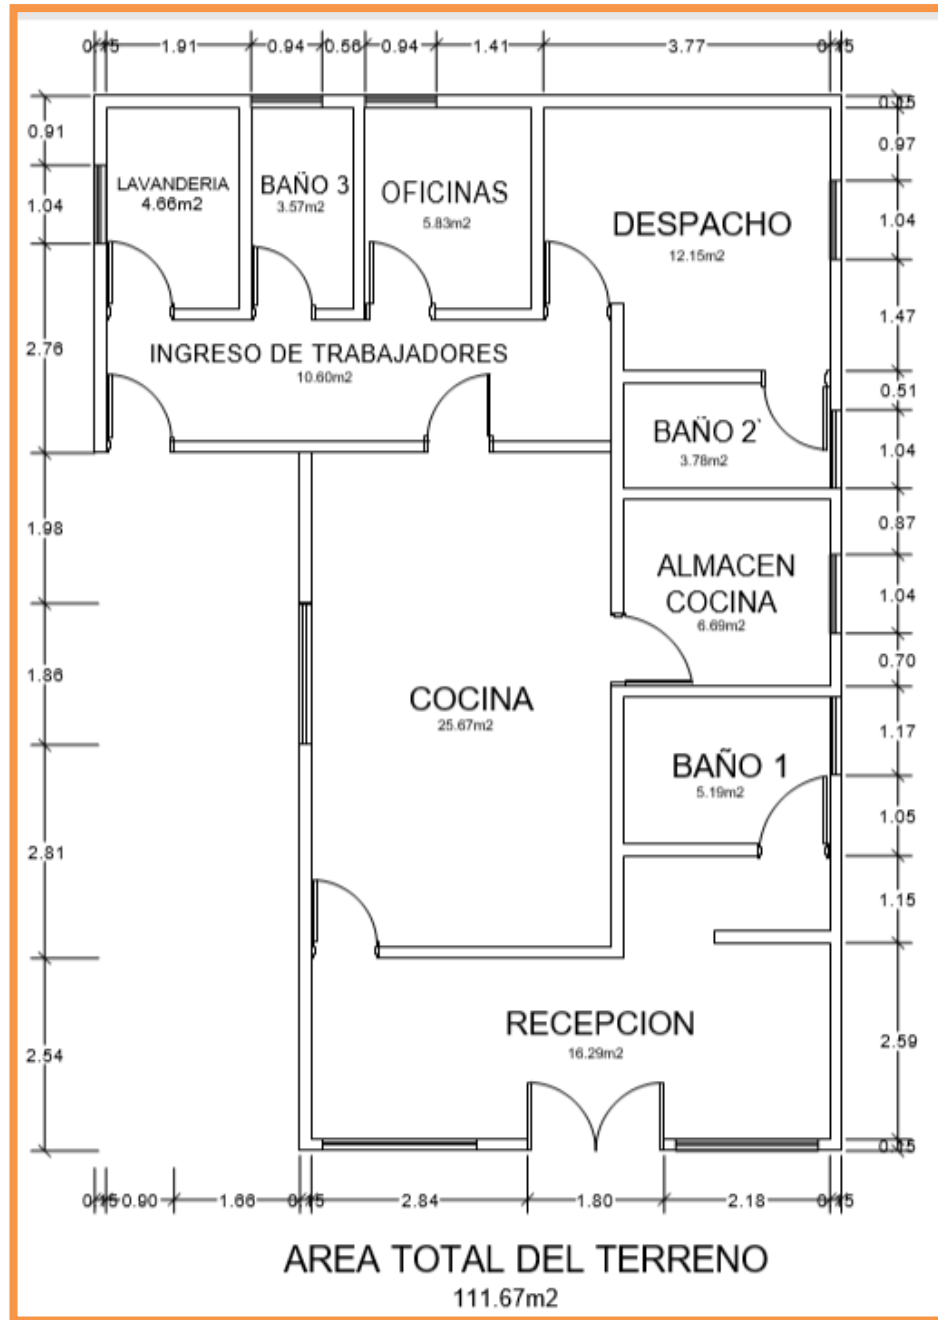 0.15 1.91 0.94 0.56 0.94 1.41 3.77 0.15
0.15
0.91
0.97
LAVANDERIA
4.66m2
BAÑO 3
3.57m2
OFICINAS
5.83m2
DESPACHO
12.15m2
1.04
1.04
1.47
2.76
INGRESO DE TRABAJADORES
10.60m2
0.51
BAÑO 2`
3.78m2
1.04
1.98
0.87
ALMACEN
COCINA
6.69m2
1.04
1.86
0.70
COCINA
25.67m2
1.17
BAÑO 1
5.19m2
1.05
2.81
1.15
RECEPCION
16.29m2
2.54
2.59
0.15
0.15 0.90 1.66 0.15 2.84 1.80 2.18 0.15
AREA TOTAL DEL TERRENO
111.67m2